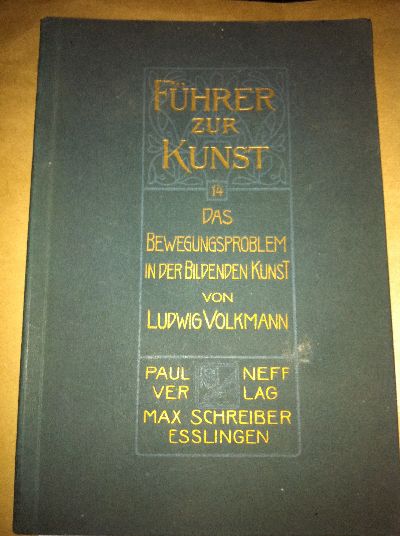 FÜHRER
ZUR
KUNST
14
DAS
BEWEGUNGSPROBLEM
IN DER BILDENDEN KUNST
VON
LUDWIG VOLKMANN
PAUL NEFF
VER LAG
MAX SCHREIBER
ESSLINGEN